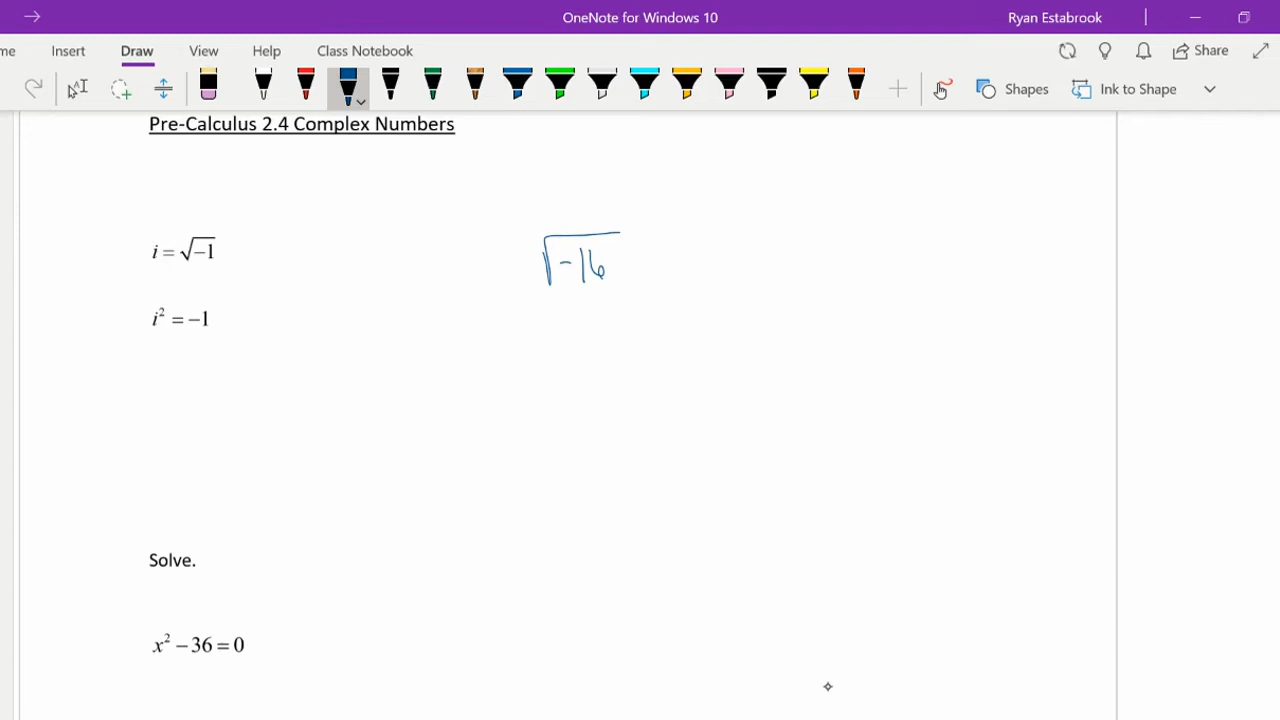 OneNote for Windows 10 Ryan Estabrook
me Insert Draw View Help Class Notebook Share
Shapes Ink to Shape
Pre-Calculus 2.4 Complex Numbers
i = √−1 √-16
i² = −1
Solve.
x² − 36 = 0